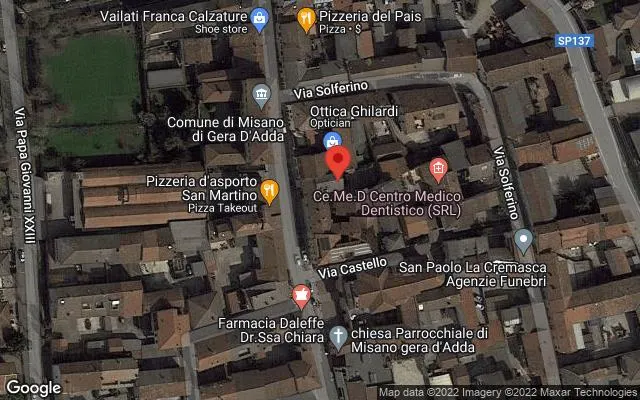 Vailati Franca Calzature
Shoe store
Pizzeria del Pais
Pizza • $
SP137
Via Solferino
Comune di Misano
di Gera D'Adda
Ottica Ghilardi
Optician
Via Papa Giovanni XXIII
Pizzeria d'asporto
San Martino
Pizza Takeout
Ce.Me.D Centro Medico
Dentistico (SRL)
Via Solferino
Via Castello
San Paolo La Cremasca
Agenzie Funebri
Farmacia Daleffe
Dr.Ssa Chiara
chiesa Parrocchiale di
Misano gera d'Adda
Google
Map data ©2022 Imagery ©2022 Maxar Technologies